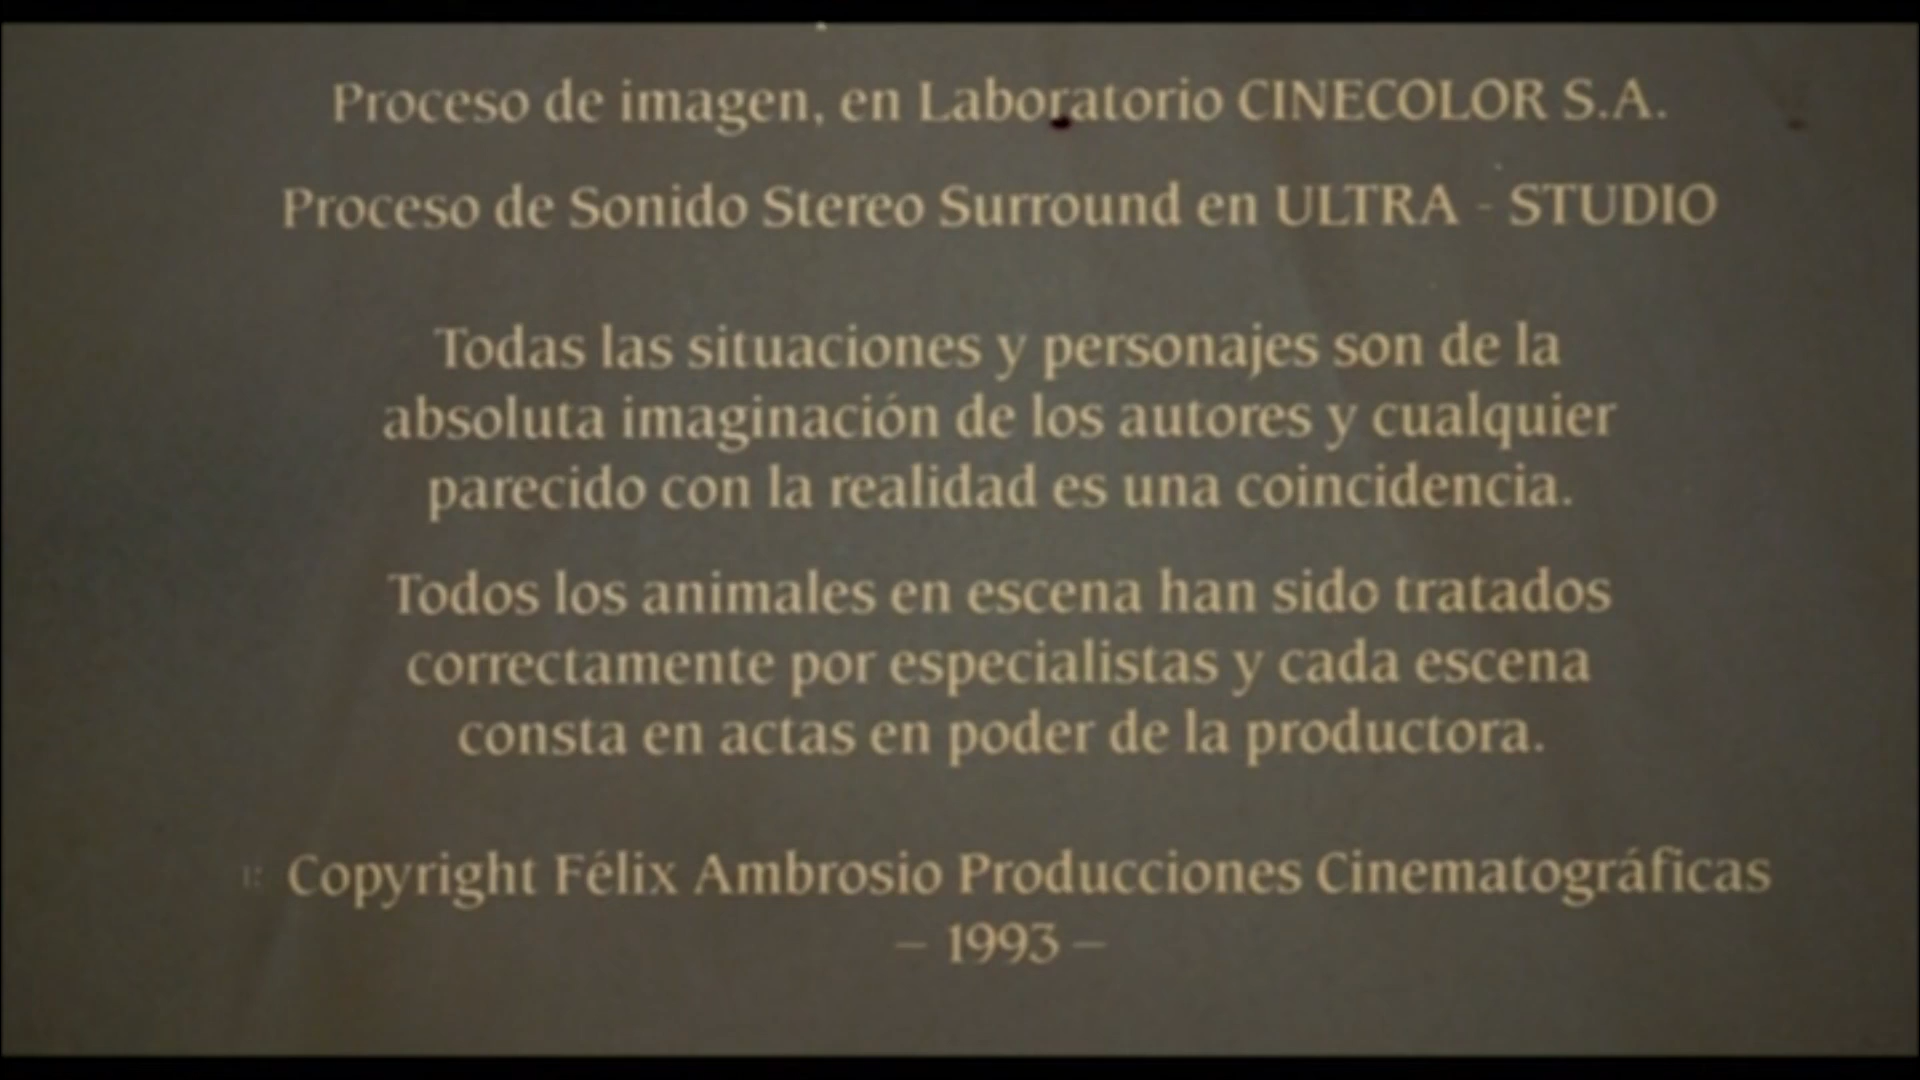 Proceso de imagen, en Laboratorio CINECOLOR S.A.
Proceso de Sonido Stereo Surround en ULTRA - STUDIO
Todas las situaciones y personajes son de la
absoluta imaginación de los autores y cualquier
parecido con la realidad es una coincidencia.
Todos los animales en escena han sido tratados
correctamente por especialistas y cada escena
consta en actas en poder de la productora.
Copyright Félix Ambrosio Producciones Cinematográficas
– 1993 –